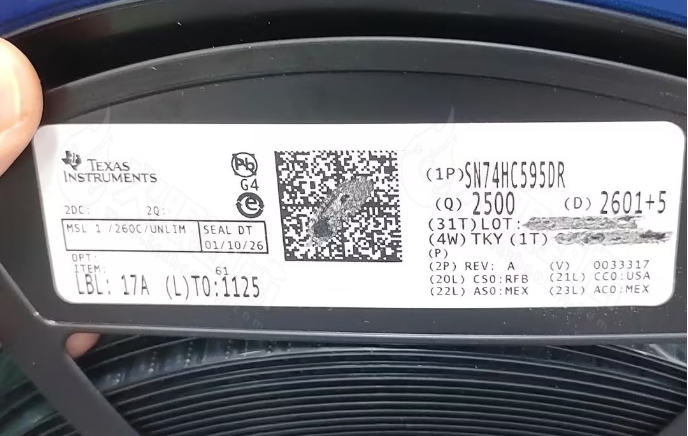 TEXAS
INSTRUMENTS
Pb
G4
e
2DC: 2Q:
MSL 1 /260C/UNLIM
SEAL DT
01/10/26
OPT:
ITEM: 61
LBL: 17A (L)TO:1125
(1P)SN74HC595DR
(Q) 2500 (D) 2601+5
(31T)LOT:
(4W) TKY (1T)
(P)
(2P) REV: A (V) 0033317
(20L) CSO:RFB (21L) CCO:USA
(22L) ASO:MEX (23L) ACO:MEX